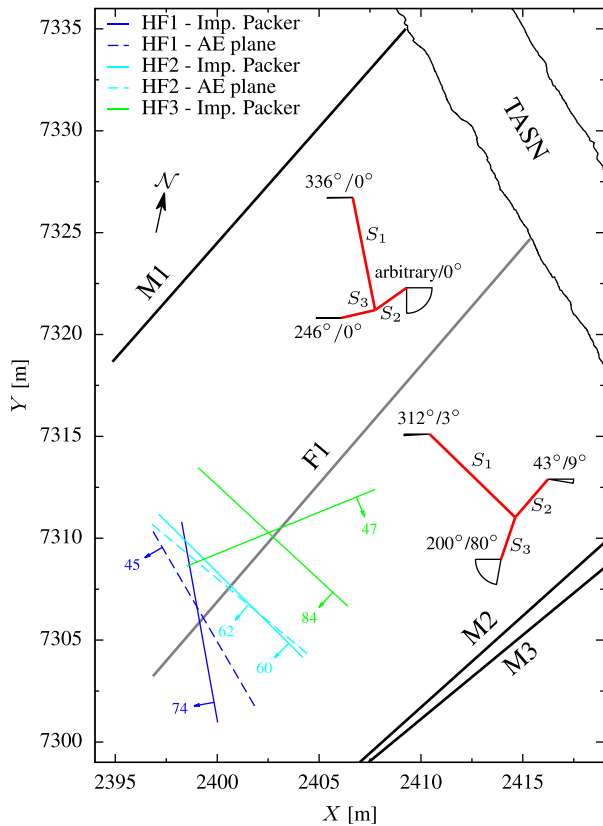 HF1 - Imp. Packer
HF1 - AE plane
HF2 - Imp. Packer
HF2 - AE plane
HF3 - Imp. Packer
7335
7330
7325
7320
7315
7310
7305
7300
Y [m]
2395
2400
2405
2410
2415
X [m]
N
M1
TASN
F1
M2
M3
336°/0°
S1
arbitrary/0°
S3
S2
246°/0°
312°/3°
S1
43°/9°
S2
200°/80°
S3
45
47
62
84
60
74